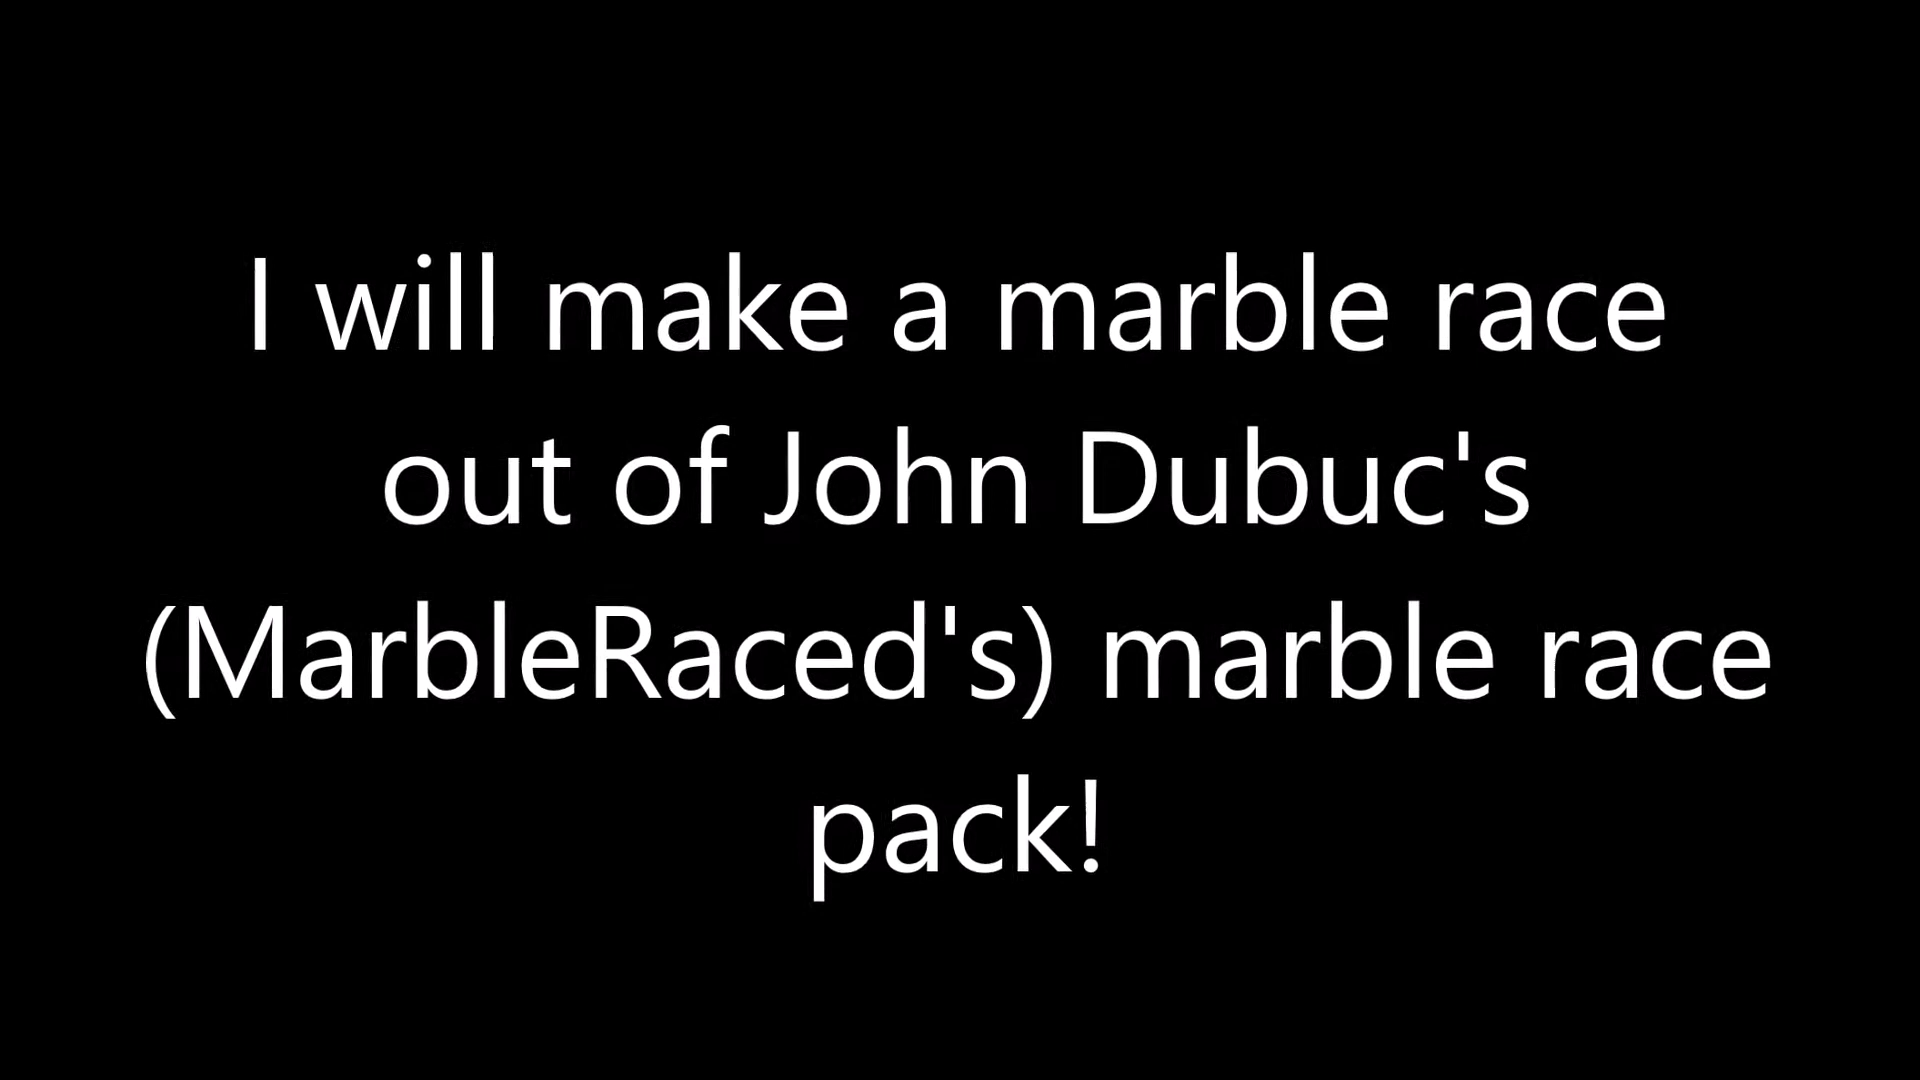 I will make a marble race
out of John Dubuc's
(MarbleRaced's) marble race
pack!